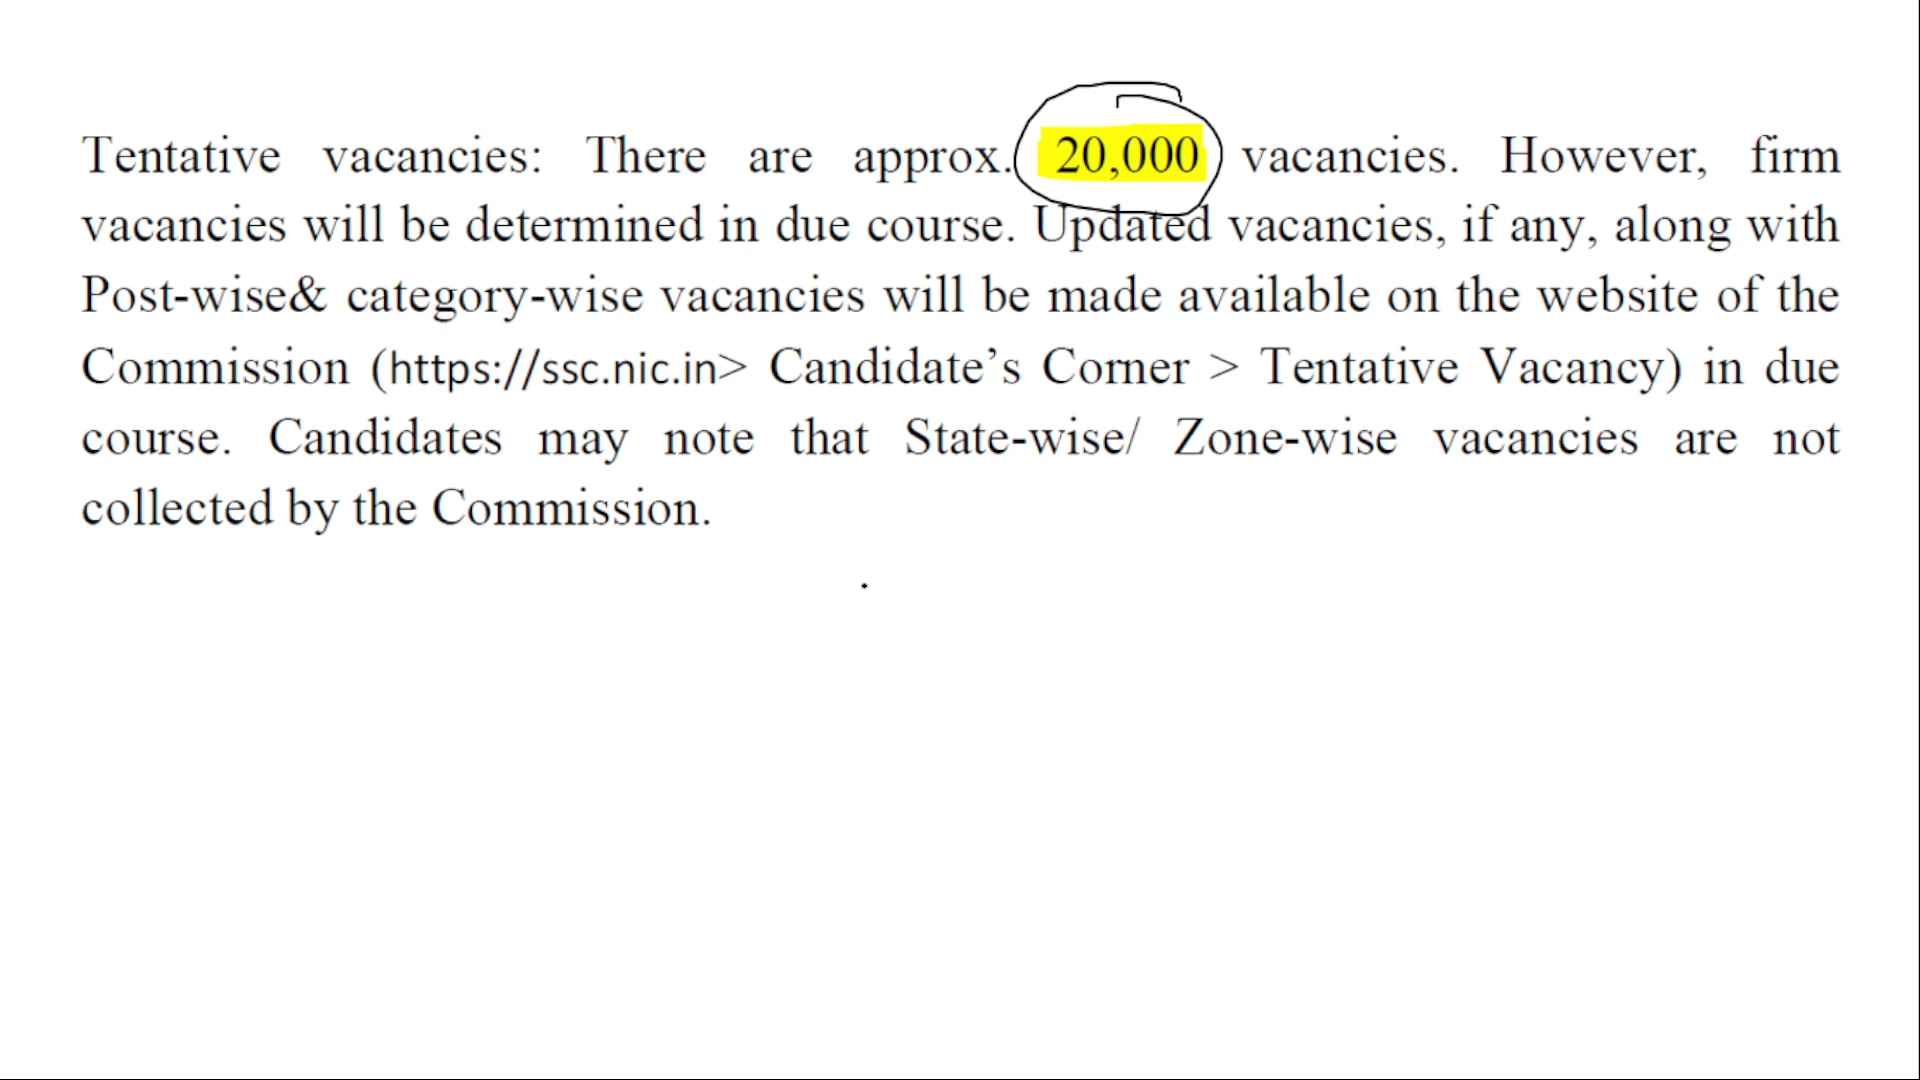 Tentative vacancies: There are approx. 20,000 vacancies. However, firm
vacancies will be determined in due course. Updated vacancies, if any, along with
Post-wise& category-wise vacancies will be made available on the website of the
Commission (https://ssc.nic.in> Candidate’s Corner > Tentative Vacancy) in due
course. Candidates may note that State-wise/ Zone-wise vacancies are not
collected by the Commission.